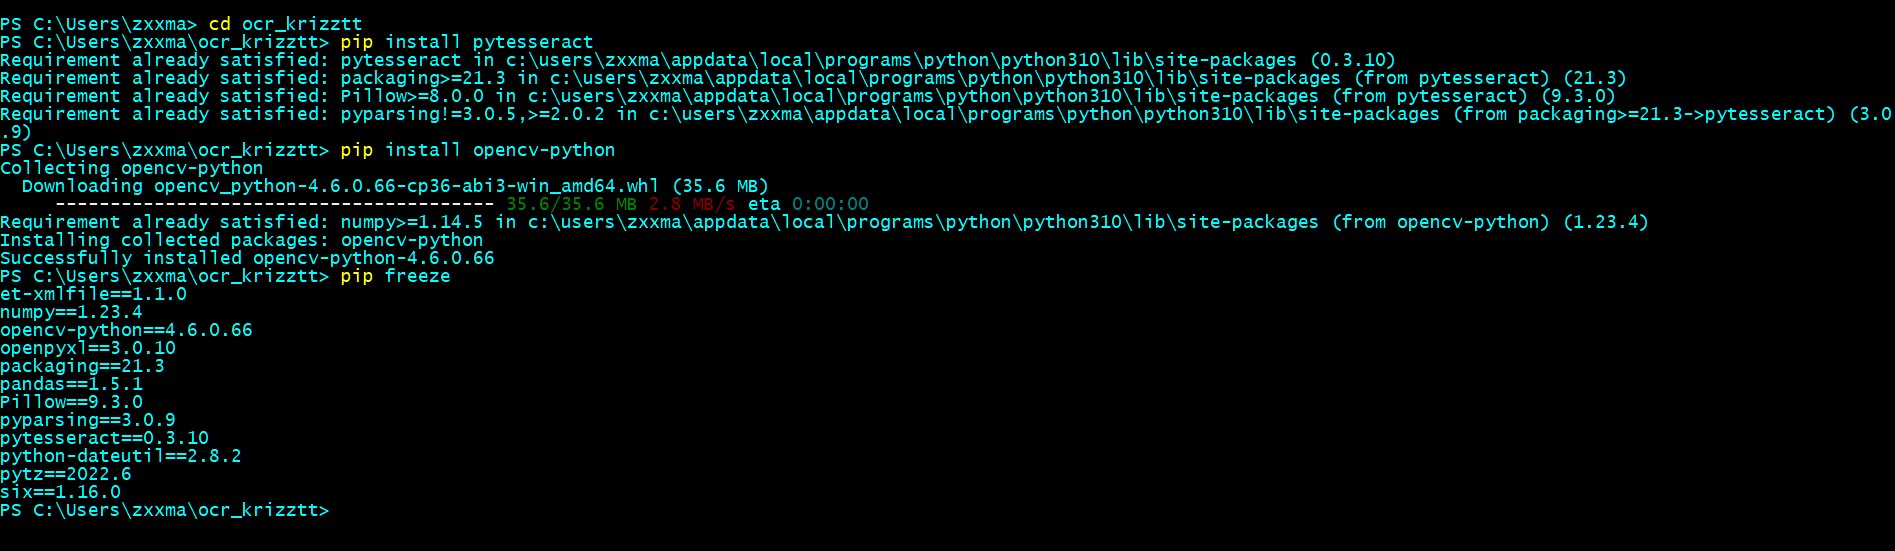 PS C:\Users\zxxma> cd ocr_krizztt
PS C:\Users\zxxma\ocr_krizztt> pip install pytesseract
Requirement already satisfied: pytesseract in c:\users\zxxma\appdata\local\programs\python\python310\lib\site-packages (0.3.10)
Requirement already satisfied: packaging>=21.3 in c:\users\zxxma\appdata\local\programs\python\python310\lib\site-packages (from pytesseract) (21.3)
Requirement already satisfied: Pillow>=8.0.0 in c:\users\zxxma\appdata\local\programs\python\python310\lib\site-packages (from pytesseract) (9.3.0)
Requirement already satisfied: pyparsing!=3.0.5,>=2.0.2 in c:\users\zxxma\appdata\local\programs\python\python310\lib\site-packages (from packaging>=21.3->pytesseract) (3.0
.9)
PS C:\Users\zxxma\ocr_krizztt> pip install opencv-python
Collecting opencv-python
  Downloading opencv_python-4.6.0.66-cp36-abi3-win_amd64.whl (35.6 MB)
     ---------------------------------------- 35.6/35.6 MB 2.8 MB/s eta 0:00:00
Requirement already satisfied: numpy>=1.14.5 in c:\users\zxxma\appdata\local\programs\python\python310\lib\site-packages (from opencv-python) (1.23.4)
Installing collected packages: opencv-python
Successfully installed opencv-python-4.6.0.66
PS C:\Users\zxxma\ocr_krizztt> pip freeze
et-xmlfile==1.1.0
numpy==1.23.4
opencv-python==4.6.0.66
openpyxl==3.0.10
packaging==21.3
pandas==1.5.1
Pillow==9.3.0
pyparsing==3.0.9
pytesseract==0.3.10
python-dateutil==2.8.2
pytz==2022.6
six==1.16.0
PS C:\Users\zxxma\ocr_krizztt>